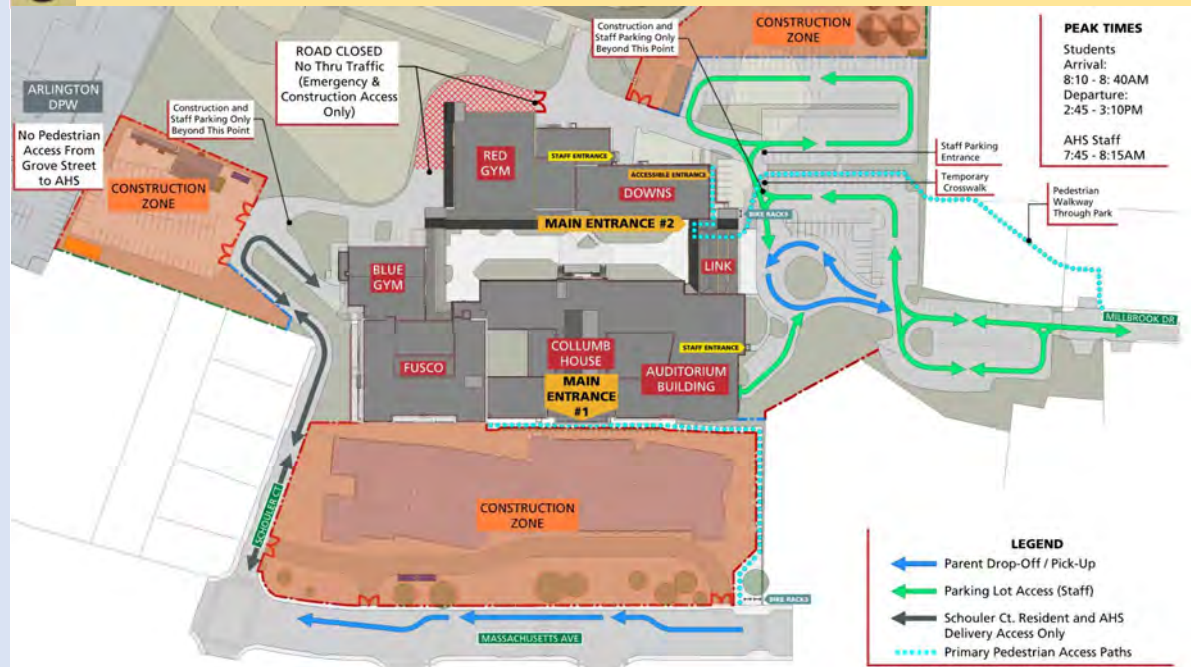 CONSTRUCTION
ZONE
Construction and
Staff Parking Only
Beyond This Point
PEAK TIMES
Students
Arrival:
8:10 - 8: 40AM
Departure:
2:45 - 3:10PM
AHS Staff
7:45 - 8:15AM
ROAD CLOSED
No Thru Traffic
(Emergency &
Construction Access
Only)
ARLINGTON
DPW
Construction and
Staff Parking Only
Beyond This Point
No Pedestrian
Access From
Grove Street
to AHS
CONSTRUCTION
ZONE
RED
GYM
STAFF ENTRANCE
ACCESSIBLE ENTRANCE
DOWNS
Staff Parking
Entrance
Temporary
Crosswalk
Pedestrian
Walkway
Through Park
BIKE RACKS
MAIN ENTRANCE #2
BLUE
GYM
LINK
MILLBROOK DR
FUSCO
COLLUMB
HOUSE
STAFF ENTRANCE
AUDITORIUM
BUILDING
MAIN
ENTRANCE
#1
CONSTRUCTION
ZONE
SCHOULER CT
BIKE RACKS
MASSACHUSETTS AVE
LEGEND
Parent Drop-Off / Pick-Up
Parking Lot Access (Staff)
Schouler Ct. Resident and AHS
Delivery Access Only
Primary Pedestrian Access Paths